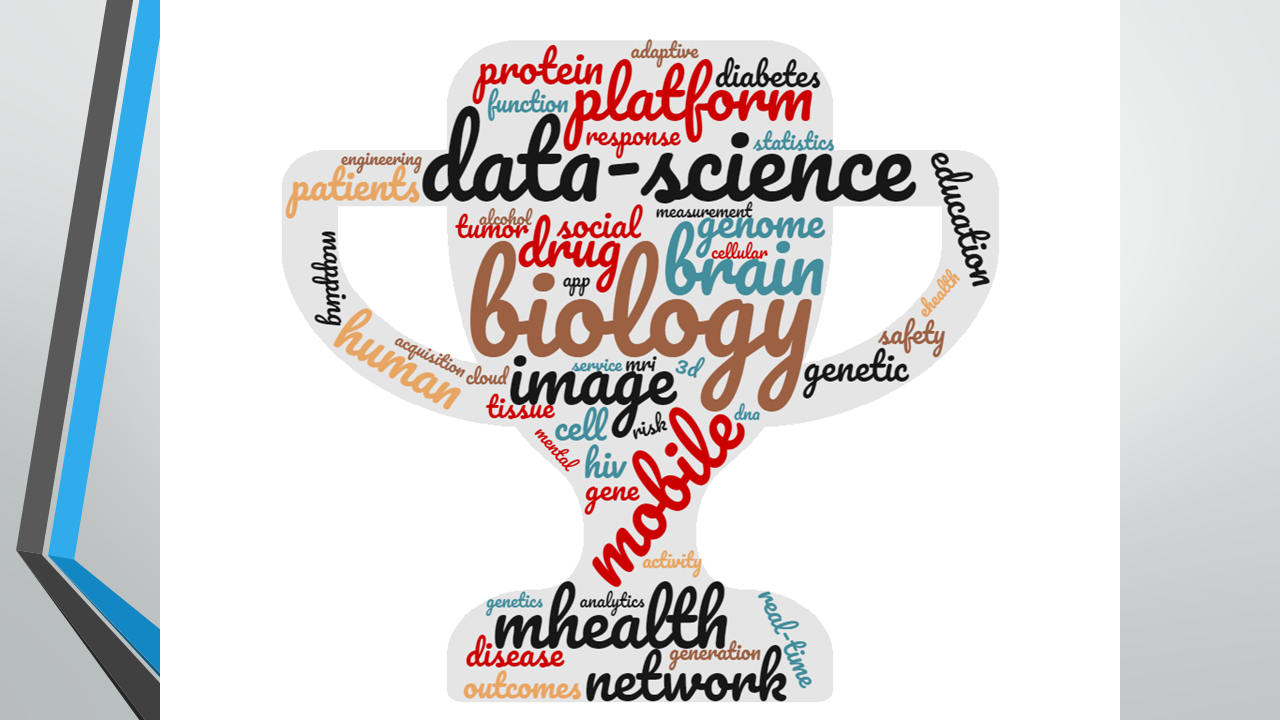 adaptive
protein
diabetes
platform
function
response
statistics
data-science
engineering
patients
education
measurement
alcohol
tumor
social
genome
drug
cellular
brain
mapping
app
biology
ehealth
human
safety
acquisition
cloud
service
mri
3d
genetic
image
tissue
cell
risk
dna
mental
hiv
mobile
gene
activity
genetics
analytics
real-time
mhealth
disease
generation
outcomes
network